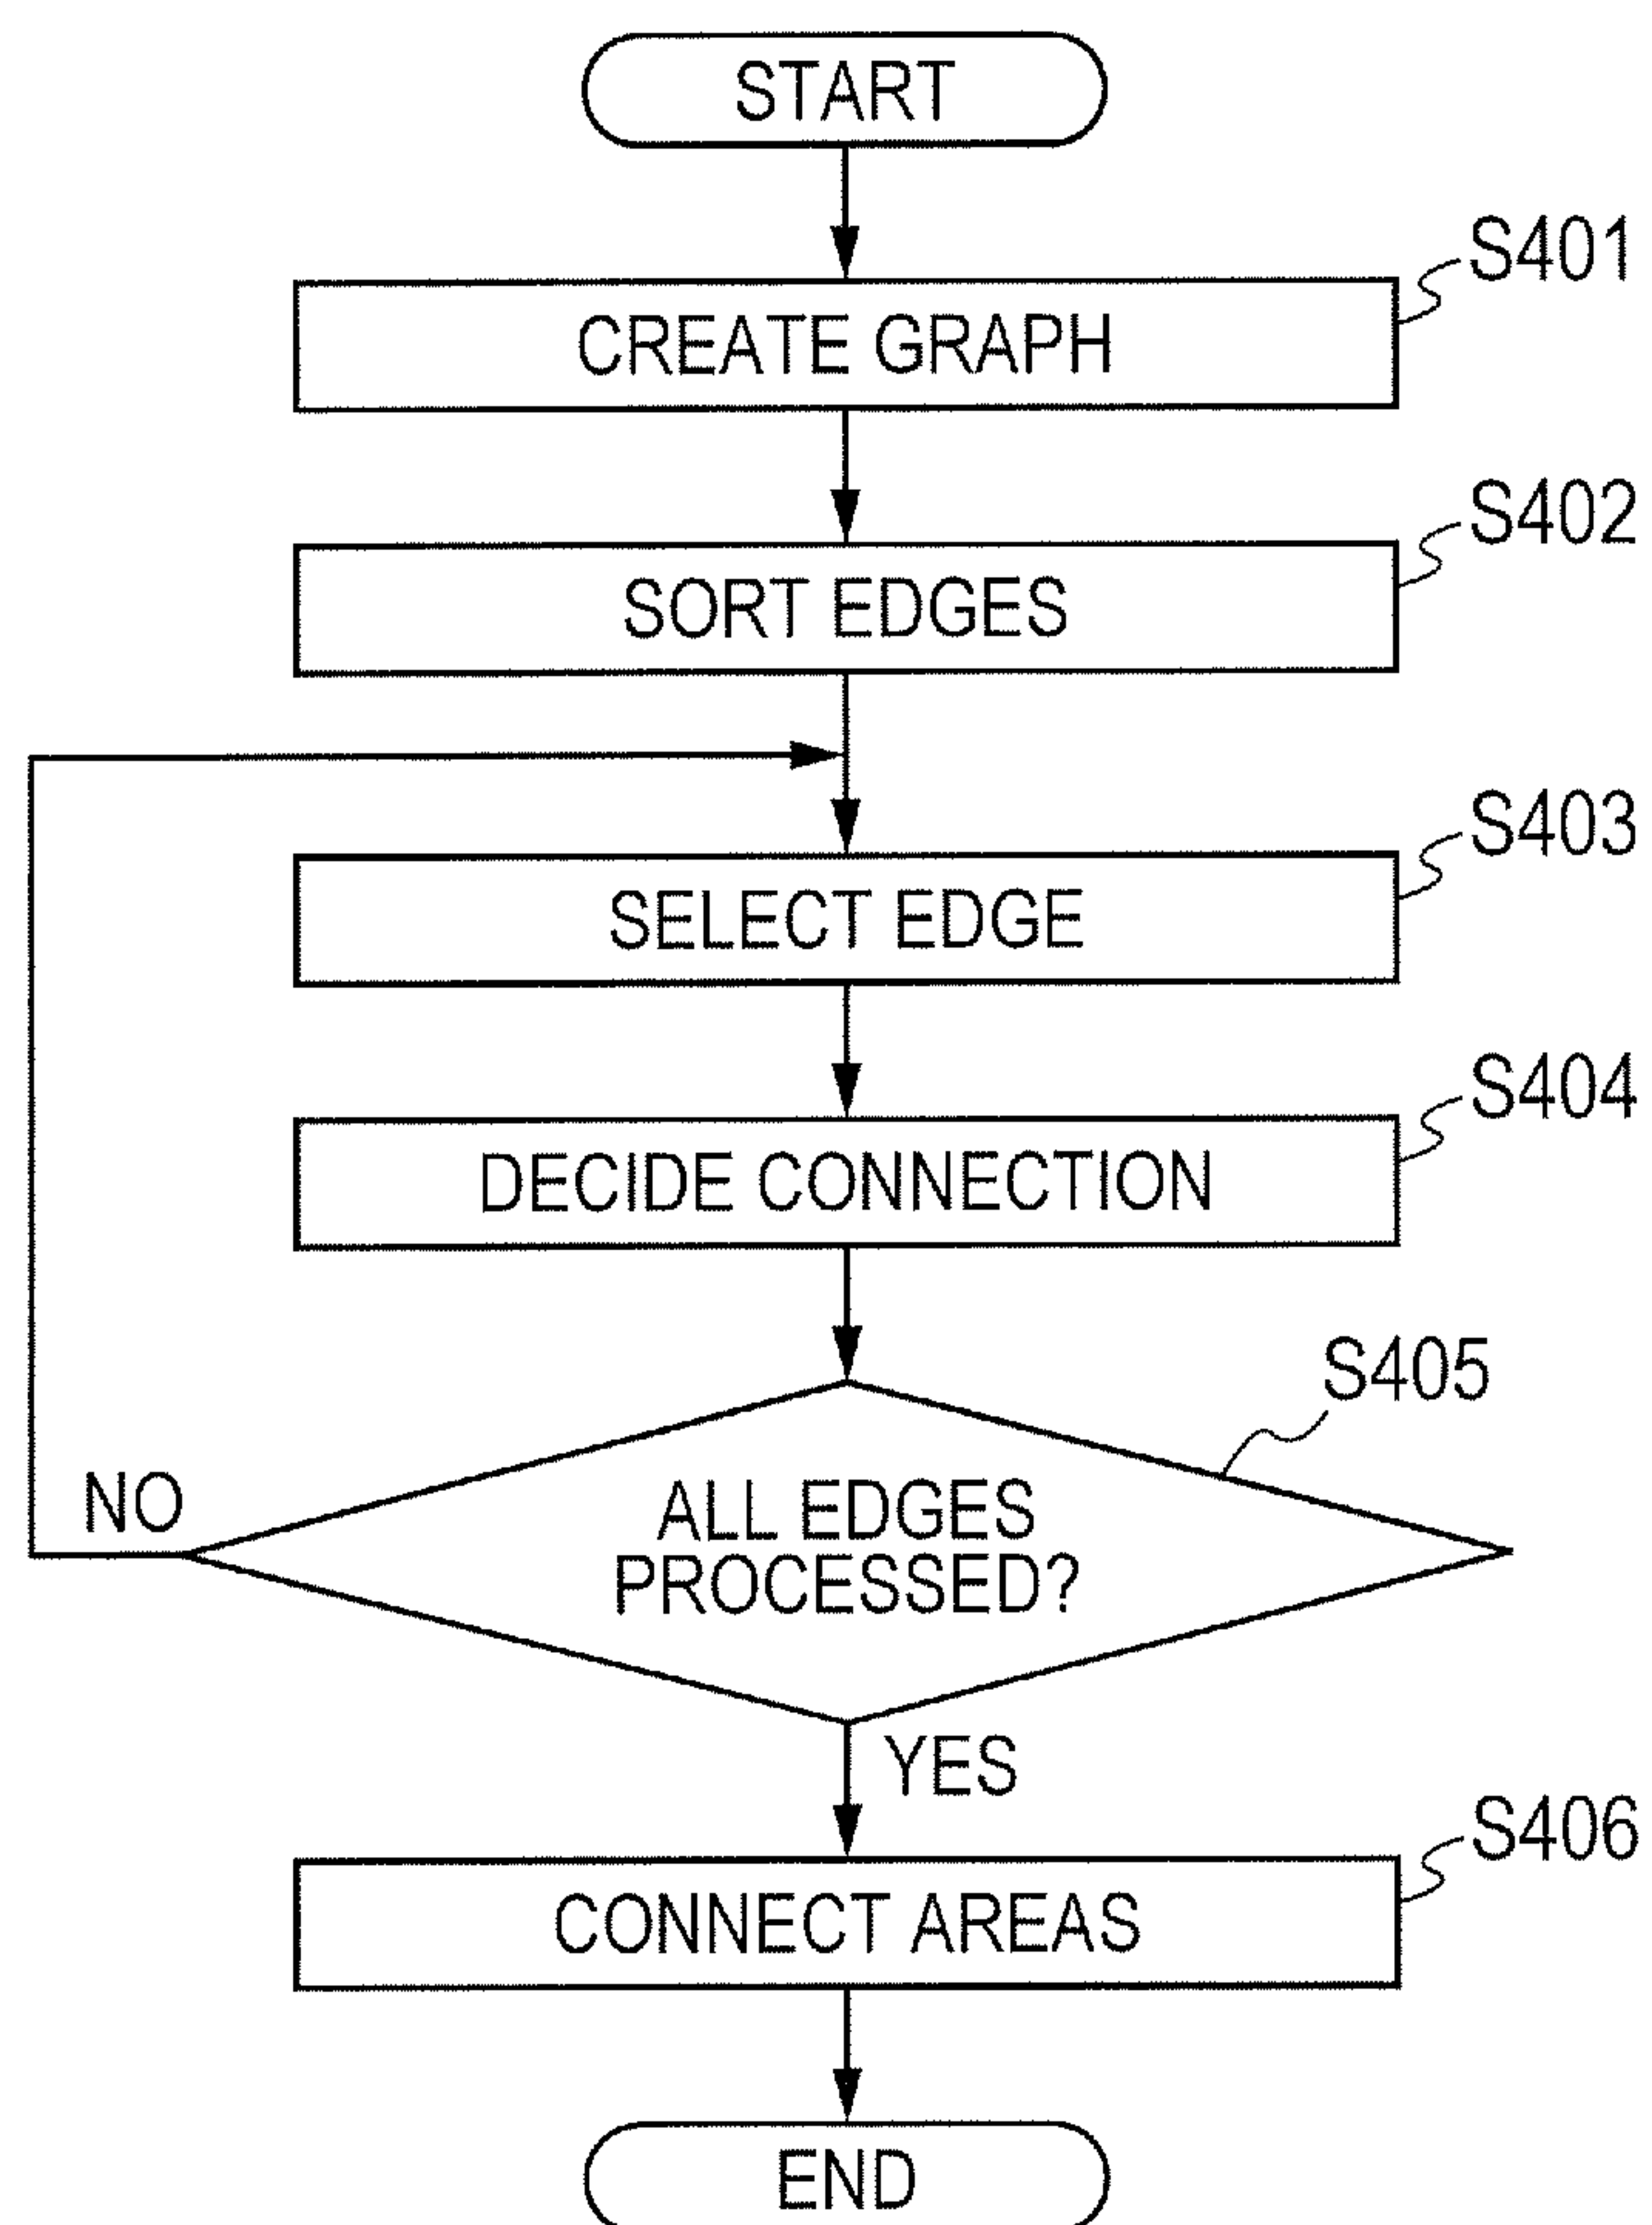 START
S401
CREATE GRAPH
S402
SORT EDGES
S403
SELECT EDGE
S404
DECIDE CONNECTION
S405
NO
ALL EDGES
PROCESSED?
YES
S406
CONNECT AREAS
END